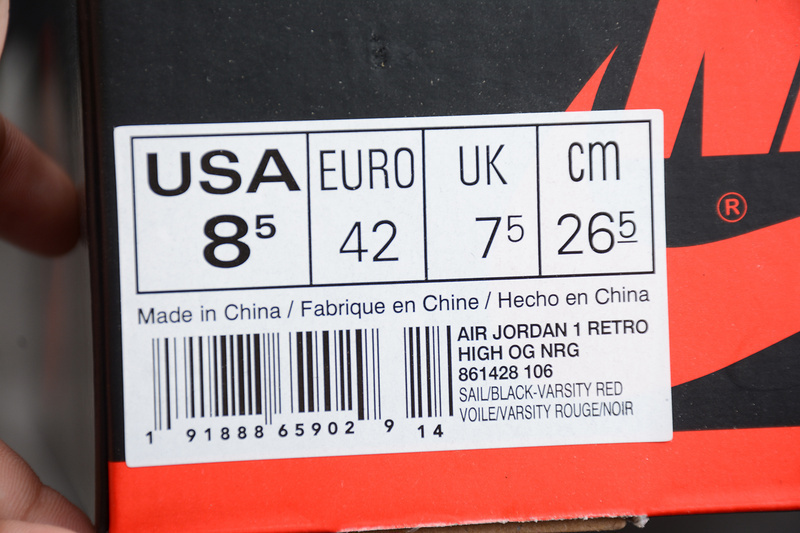 USA EURO UK cm
8⁵ 42 7⁵ 26⁵
Made in China / Fabrique en Chine / Hecho en China
AIR JORDAN 1 RETRO
HIGH OG NRG
861428 106
SAIL/BLACK-VARSITY RED
VOILE/VARSITY ROUGE/NOIR
1 91888 65902 9 14
®